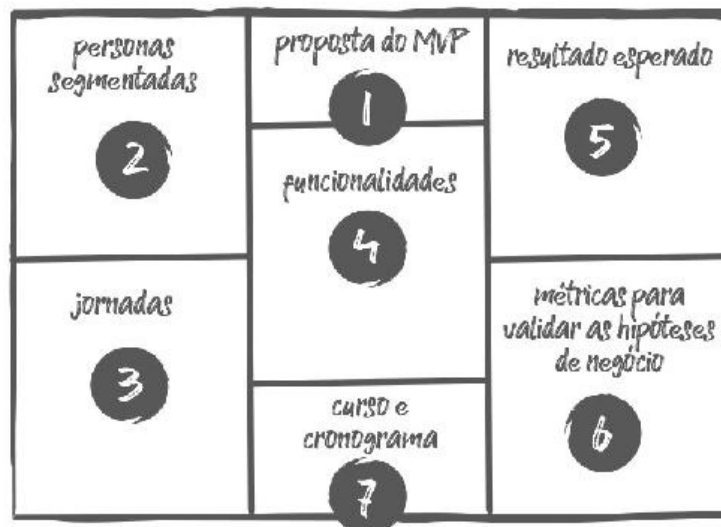 proposta do MVP
1
personas
segmentadas
2
jornadas
3
funcionalidades
4
resultado esperado
5
métricas para
validar as hipóteses
de negócio
6
curso e
cronograma
7